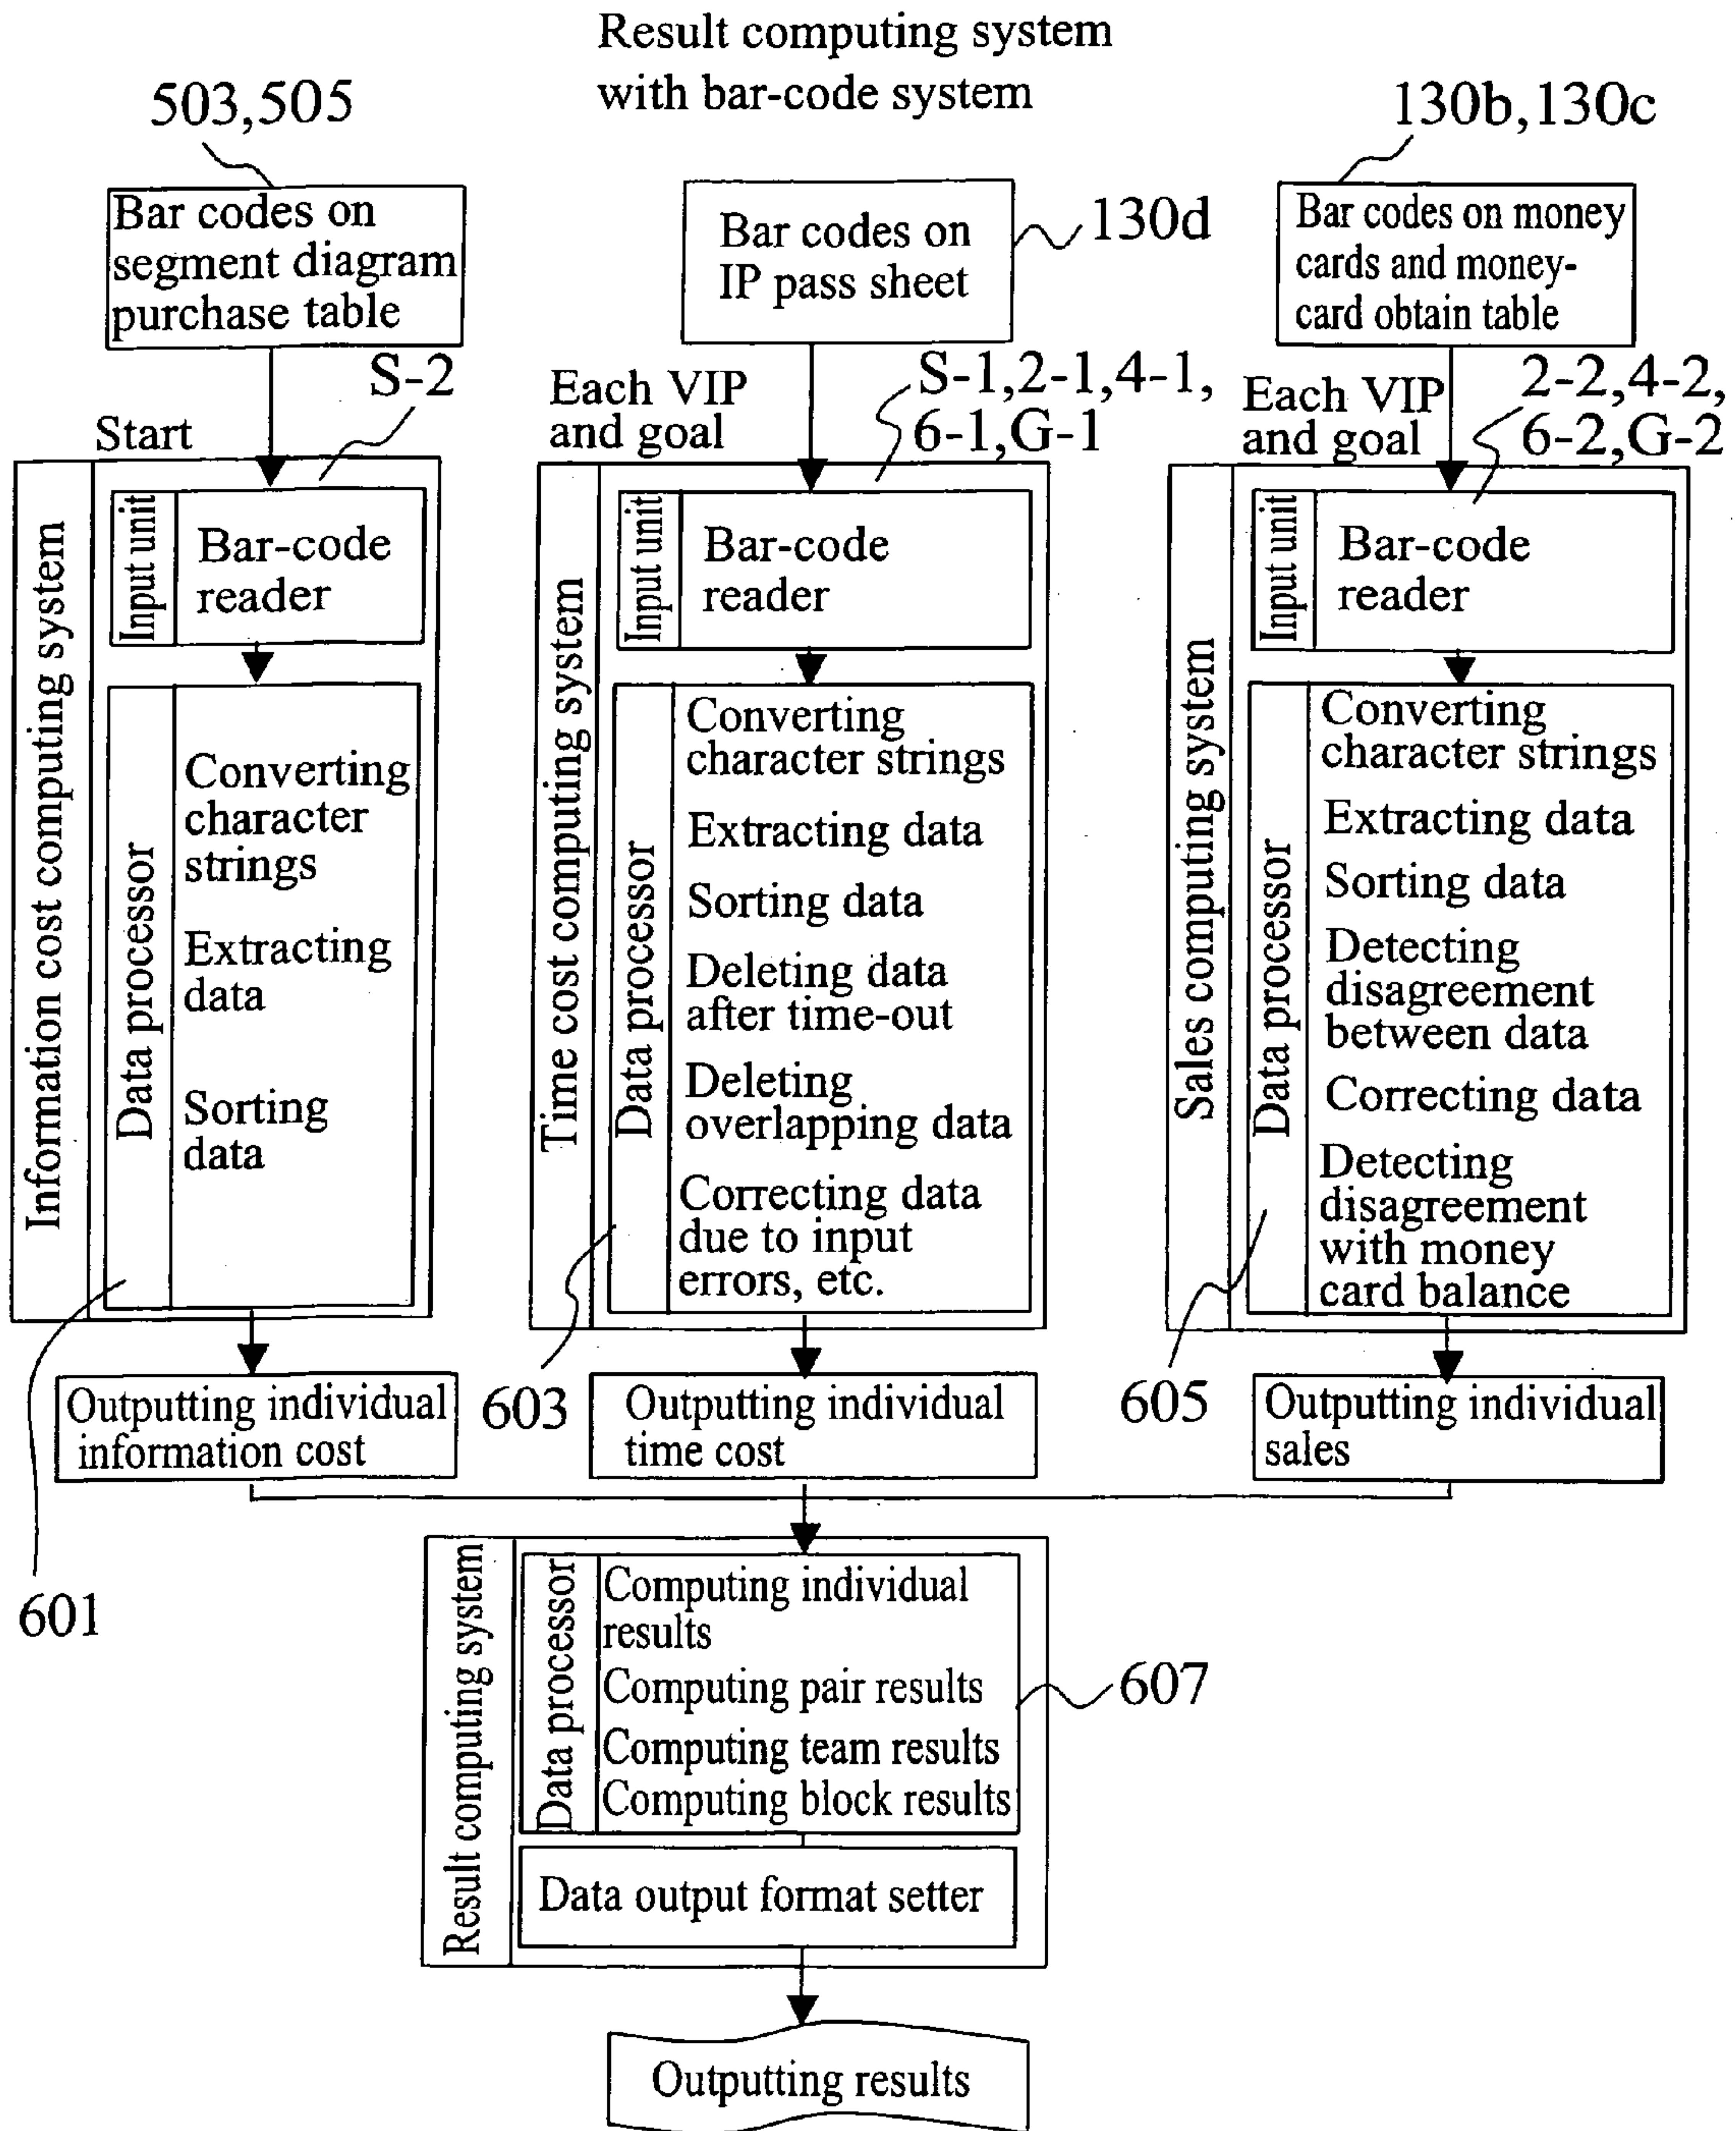 Result computing system
with bar-code system
503,505
Bar codes on
segment diagram
purchase table
S-2
Start
Information cost computing system
Input unit
Bar-code
reader
Data processor
Converting
character
strings
Extracting
data
Sorting
data
601
Outputting individual
information cost
Bar codes on
IP pass sheet
130d
Each VIP
and goal
S-1,2-1,4-1,
6-1,G-1
Time cost computing system
Input unit
Bar-code
reader
Data processor
Converting
character strings
Extracting data
Sorting data
Deleting data
after time-out
Deleting
overlapping data
Correcting data
due to input
errors, etc.
603
Outputting individual
time cost
130b,130c
Bar codes on money
cards and money-
card obtain table
Each VIP
and goal
2-2,4-2,
6-2,G-2
Sales computing system
Input unit
Bar-code
reader
Data processor
Converting
character strings
Extracting data
Sorting data
Detecting
disagreement
between data
Correcting data
Detecting
disagreement
with money
card balance
605
Outputting individual
sales
Result computing system
Data processor
Computing individual
results
Computing pair results
Computing team results
Computing block results
607
Data output format setter
Outputting results